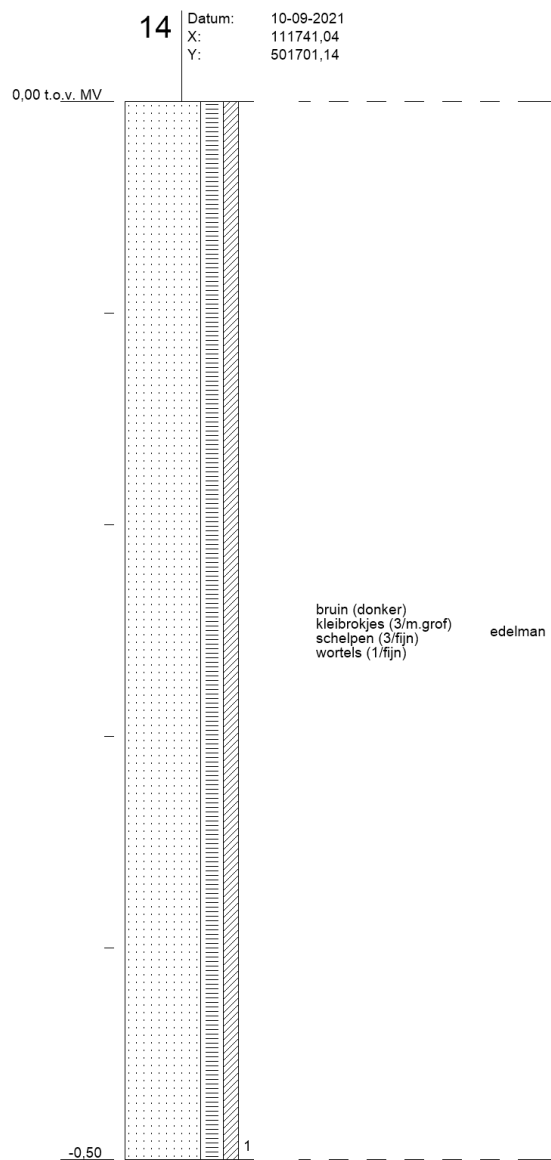 14
Datum: 10-09-2021
X: 111741,04
Y: 501701,14
0,00 t.o.v. MV
bruin (donker)
kleibrokjes (3/m.grof)
schelpen (3/fijn)
wortels (1/fijn)
edelman
1
-0,50